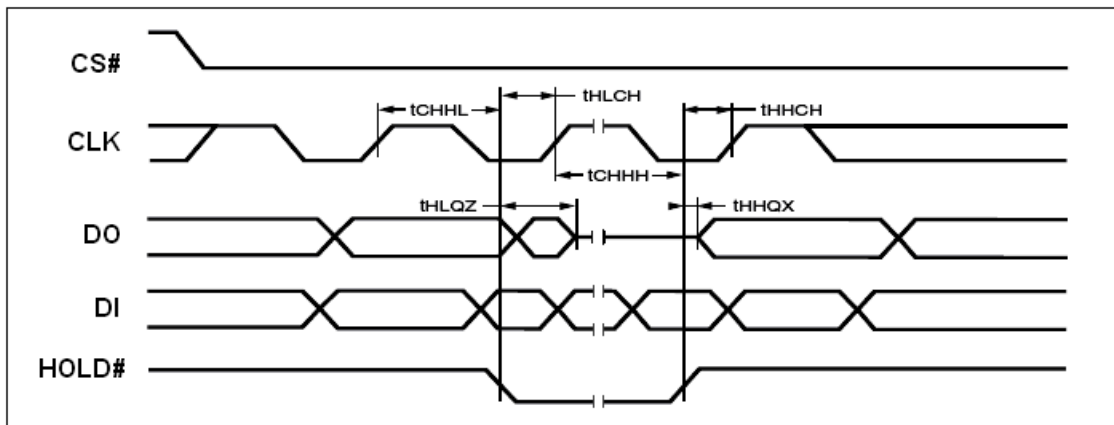 CS#
tCHHL
tHLCH
tHHCH
CLK
tCHHH
tHLQZ
tHHQX
DO
DI
HOLD#